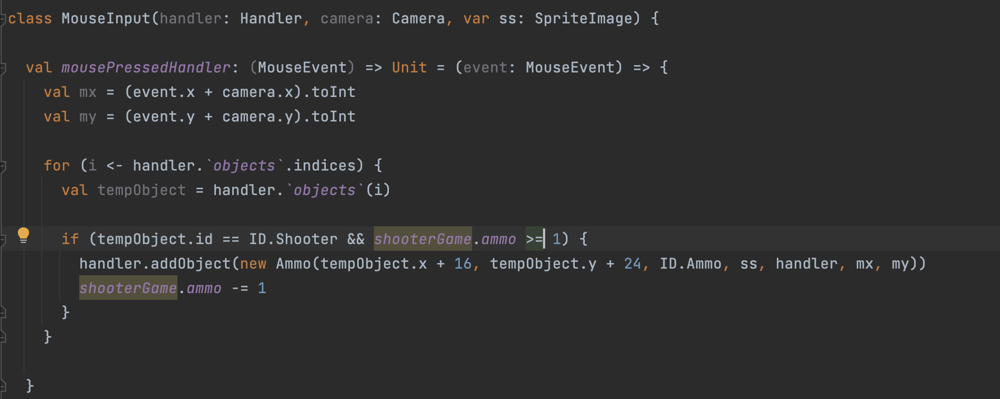 class MouseInput(handler: Handler, camera: Camera, var ss: SpriteImage) {
val mousePressedHandler: (MouseEvent) => Unit = (event: MouseEvent) => {
val mx = (event.x + camera.x).toInt
val my = (event.y + camera.y).toInt
for (i <- handler.`objects`.indices) {
val tempObject = handler.`objects`(i)
if (tempObject.id == ID.Shooter && shooterGame.ammo >= 1) {
handler.addObject(new Ammo(tempObject.x + 16, tempObject.y + 24, ID.Ammo, ss, handler, mx, my))
shooterGame.ammo -= 1
}
}
}